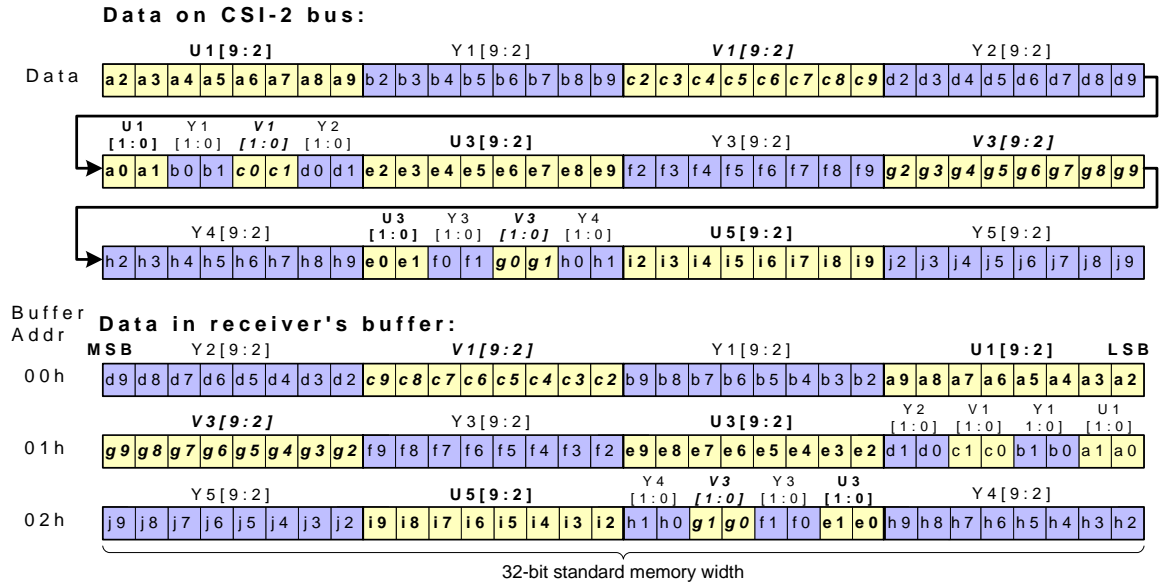 Data on CSI-2 bus:
U1[9:2] Y1[9:2] V1[9:2] Y2[9:2]
Data a2 a3 a4 a5 a6 a7 a8 a9 b2 b3 b4 b5 b6 b7 b8 b9 c2 c3 c4 c5 c6 c7 c8 c9 d2 d3 d4 d5 d6 d7 d8 d9
U1 Y1 V1 Y2
[1:0] [1:0] [1:0] [1:0] U3[9:2] Y3[9:2] V3[9:2]
a0 a1 b0 b1 c0 c1 d0 d1 e2 e3 e4 e5 e6 e7 e8 e9 f2 f3 f4 f5 f6 f7 f8 f9 g2 g3 g4 g5 g6 g7 g8 g9
U3 Y3 V3 Y4
Y4[9:2] [1:0] [1:0] [1:0] [1:0] U5[9:2] Y5[9:2]
h2 h3 h4 h5 h6 h7 h8 h9 e0 e1 f0 f1 g0 g1 h0 h1 i2 i3 i4 i5 i6 i7 i8 i9 j2 j3 j4 j5 j6 j7 j8 j9
Buffer
Addr
Data in receiver's buffer:
MSB Y2[9:2] V1[9:2] Y1[9:2] U1[9:2] LSB
00h d9 d8 d7 d6 d5 d4 d3 d2 c9 c8 c7 c6 c5 c4 c3 c2 b9 b8 b7 b6 b5 b4 b3 b2 a9 a8 a7 a6 a5 a4 a3 a2
Y2 V1 Y1 U1
V3[9:2] Y3[9:2] U3[9:2] [1:0] [1:0] 1:0] [1:0]
01h g9 g8 g7 g6 g5 g4 g3 g2 f9 f8 f7 f6 f5 f4 f3 f2 e9 e8 e7 e6 e5 e4 e3 e2 d1 d0 c1 c0 b1 b0 a1 a0
Y4 V3 Y3 U3
Y5[9:2] U5[9:2] [1:0] [1:0] [1:0] [1:0] Y4[9:2]
02h j9 j8 j7 j6 j5 j4 j3 j2 i9 i8 i7 i6 i5 i4 i3 i2 h1 h0 g1 g0 f1 f0 e1 e0 h9 h8 h7 h6 h5 h4 h3 h2
32-bit standard memory width